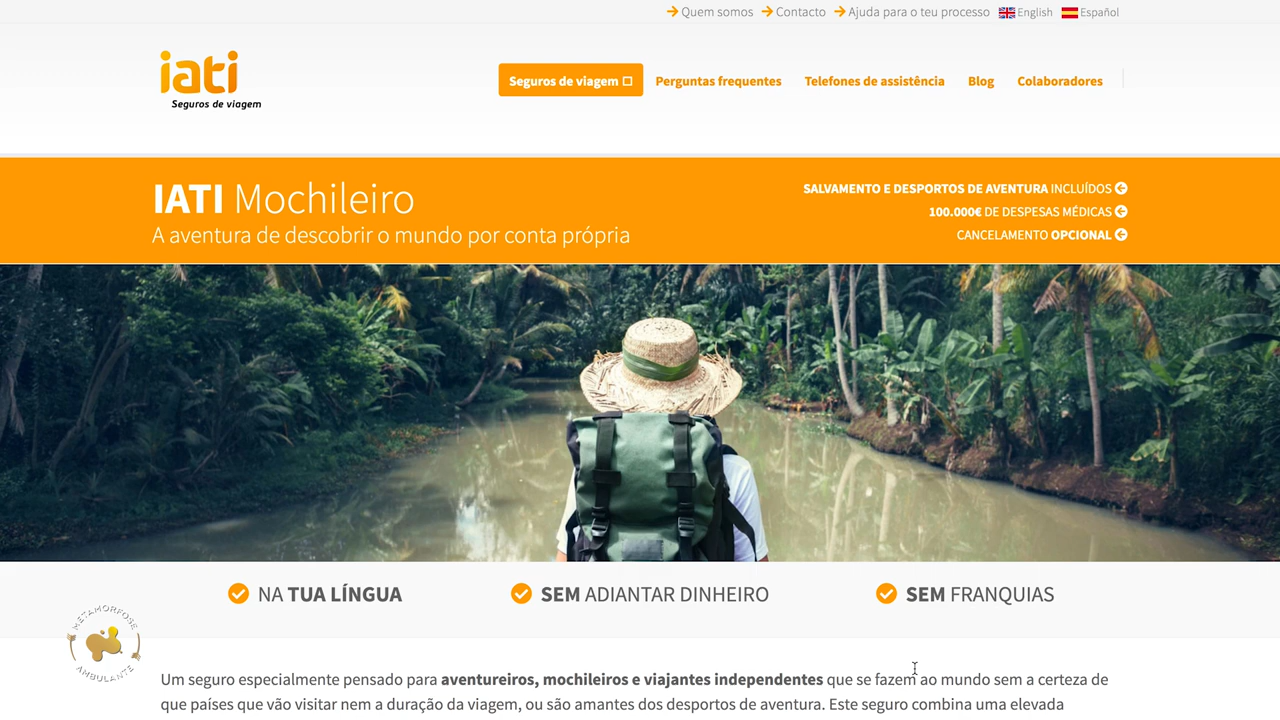 Quem somos Contacto Ajuda para o teu processo English Español
iati
Seguros de viagem
Seguros de viagem Perguntas frequentes Telefones de assistência Blog Colaboradores
IATI Mochileiro
A aventura de descobrir o mundo por conta própria
SALVAMENTO E DESPORTOS DE AVENTURA INCLUÍDOS
100.000€ DE DESPESAS MÉDICAS
CANCELAMENTO OPCIONAL
NA TUA LÍNGUA
SEM ADIANTAR DINHEIRO
SEM FRANQUIAS
METAMORFOSE
AMBULANTE
Um seguro especialmente pensado para aventureiros, mochileiros e viajantes independentes que se fazem ao mundo sem a certeza de
que países que vão visitar nem a duração da viagem, ou são amantes dos desportos de aventura. Este seguro combina uma elevada